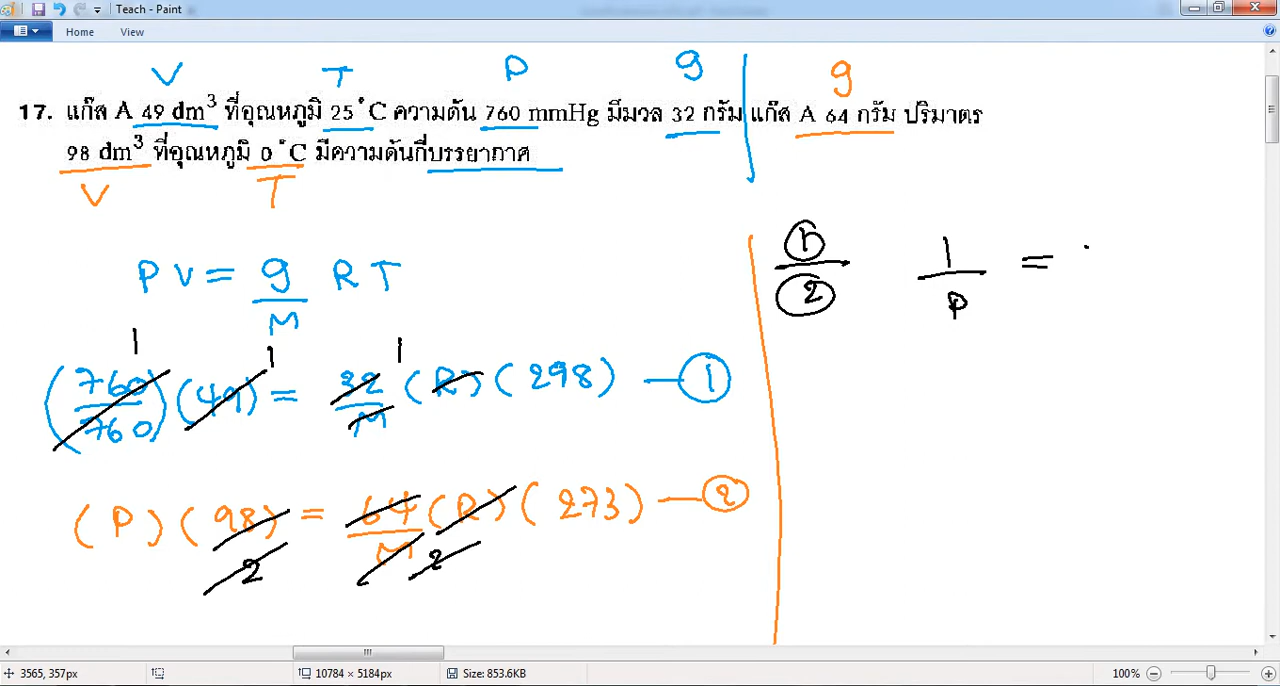 Teach - Paint
Home View
V T P g g
17. แก๊ส A 49 dm³ ที่อุณหภูมิ 25°C ความดัน 760 mmHg มีมวล 32 กรัม แก๊ส A 64 กรัม ปริมาตร
98 dm³ ที่อุณหภูมิ 0°C มีความดันกี่บรรยากาศ
V T
PV = g/M RT
1 1 1
(760/760) (49) = 32/M (R) (298) — ①
(P) (98) = 64/M (R) (273) — ②
2 2
①/② 1/P =
3565, 357px 10784 × 5184px Size: 853.6KB 100%